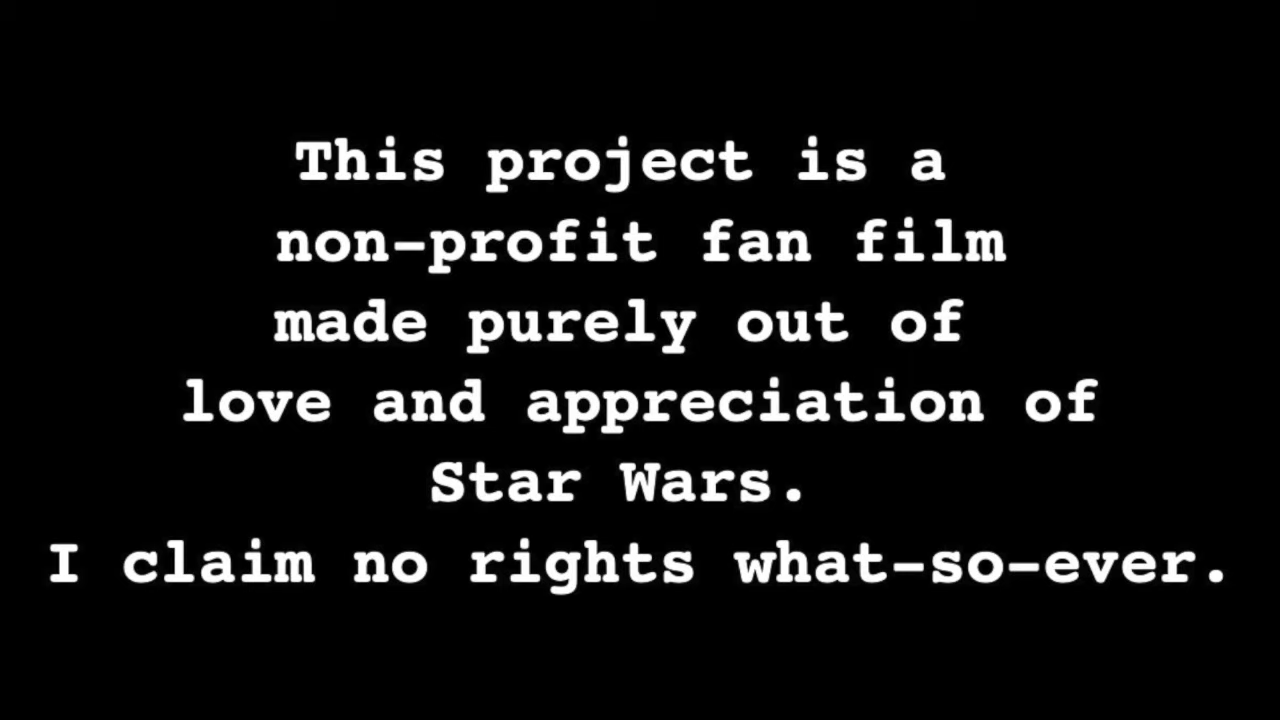 This project is a
non-profit fan film
made purely out of
love and appreciation of
Star Wars.
I claim no rights what-so-ever.